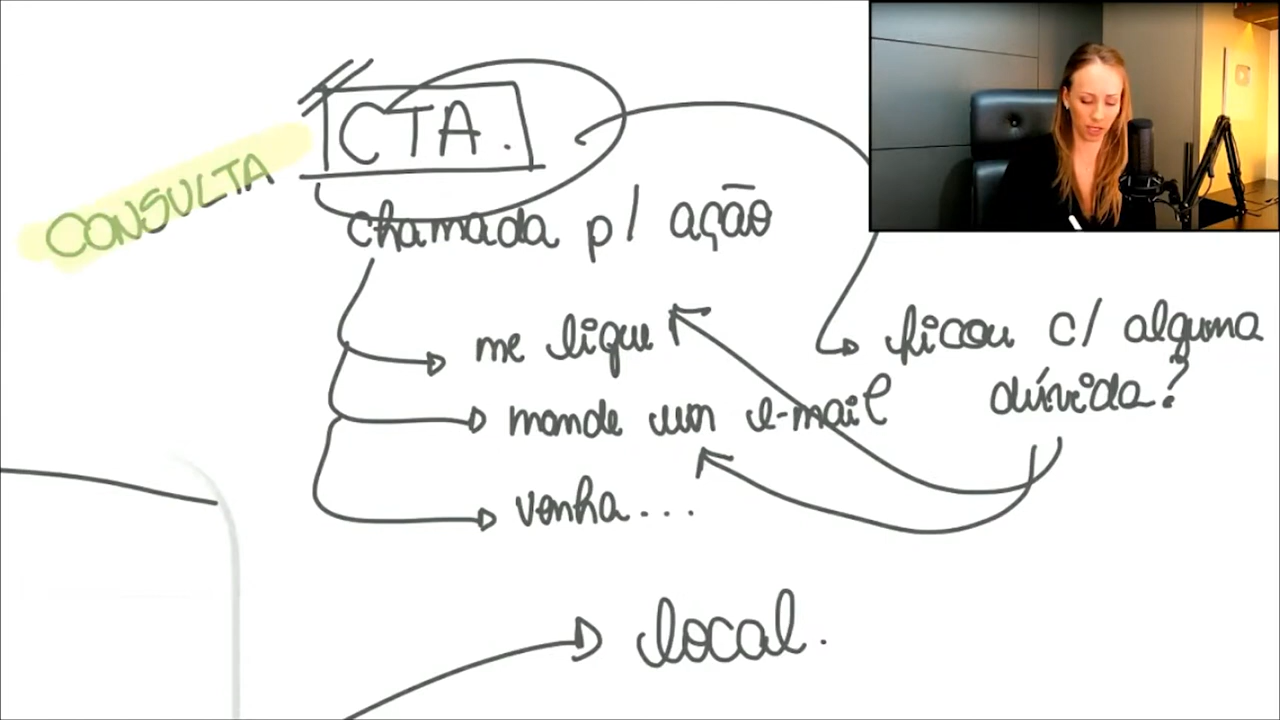 CTA.
CONSULTA
chamada p/ ação
me ligue
mande um e-mail
venha...
ficou c/ alguma
dúvida?
local.